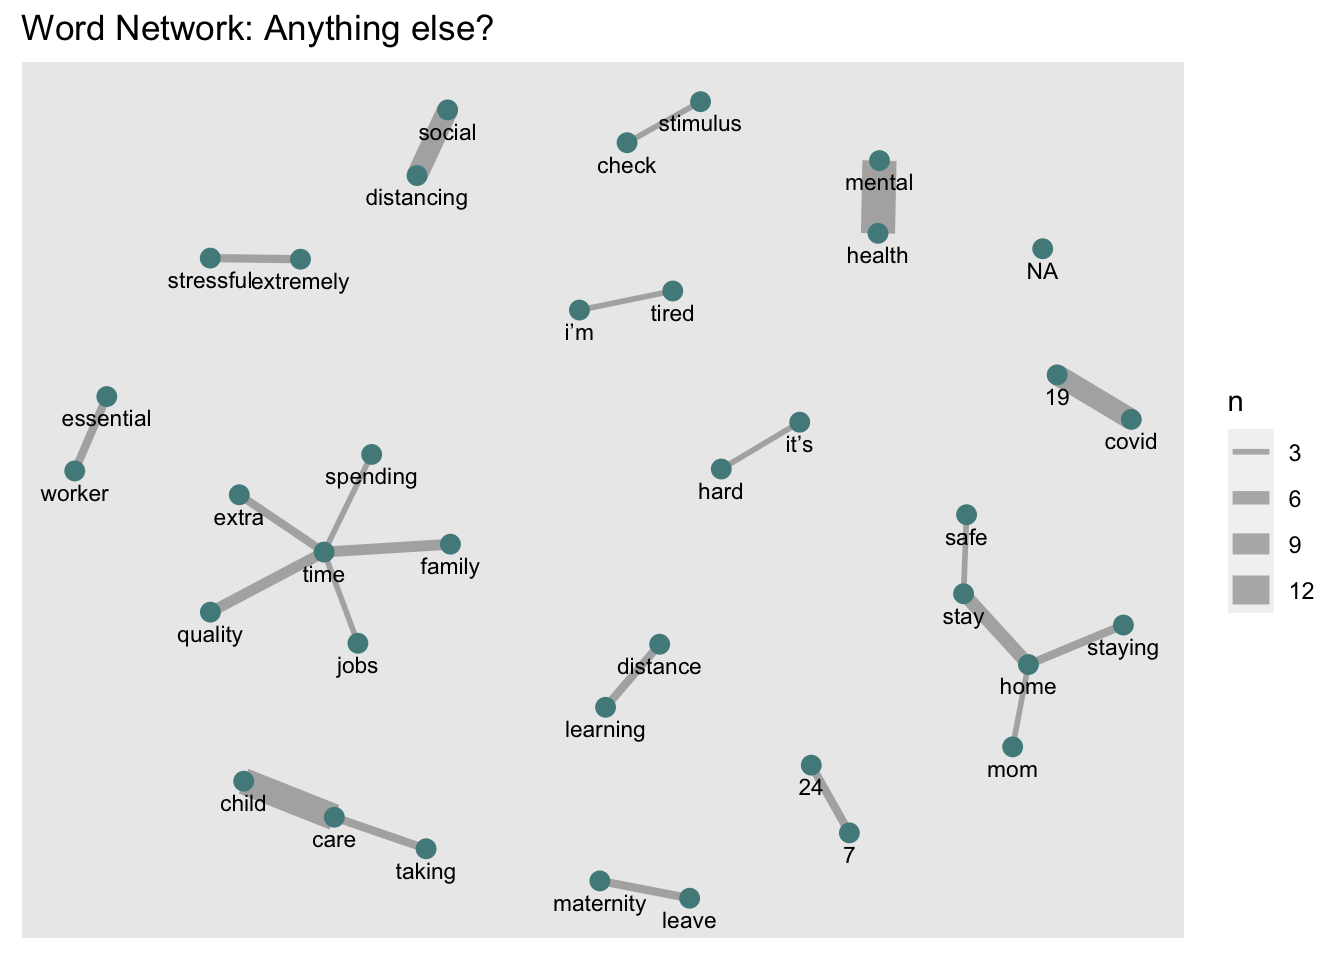 Word Network: Anything else?
social
distancing
stimulus
check
mental
health
NA
stressful
extremely
i’m
tired
essential
worker
19
covid
it’s
hard
spending
extra
time
family
quality
jobs
safe
stay
staying
home
mom
distance
learning
24
7
child
care
taking
maternity
leave
n
3
6
9
12